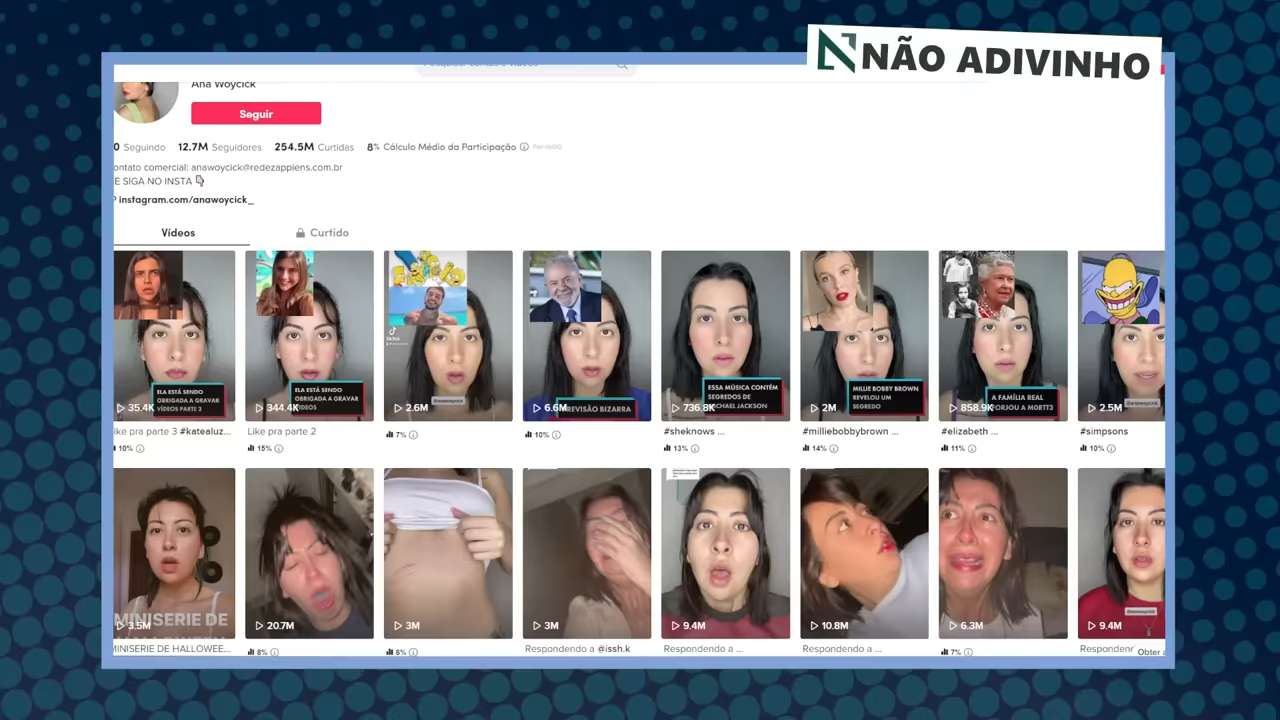 NÃO ADIVINHO
Ana Woycick
Seguir
0 Seguindo 12.7M Seguidores 254.5M Curtidas 8% Cálculo Médio da Participação
ontato comercial: anawoycick@redezappiens.com.br
E SIGA NO INSTA
instagram.com/anawoycick_
Vídeos Curtido
ELA ESTÁ SENDO
OBRIGADA A GRAVAR
VÍDEOS PARTE 2
35.4K
ELA ESTÁ SENDO
OBRIGADA A GRAVAR
VÍDEOS
344.4K
2.6M
PREVISÃO BIZARRA
6.6M
ESSA MÚSICA CONTÉM
SEGREDOS DE
MICHAEL JACKSON
736.8K
MILLIE BOBBY BROWN
REVELOU UM
SEGREDO
2M
A FAMÍLIA REAL
FORJOU A M0RTT3
858.9K
2.5M
ike pra parte 3 #katealuz...
Like pra parte 2
#sheknows ...
#milliebobbybrown ...
#elizabeth ...
#simpsons
10% 15% 7% 10% 13% 14% 11% 10%
MINISERIE DE
3.5M 20.7M 3M 3M 9.4M 10.8M 6.3M 9.4M
MINISERIE DE HALLOWEE...
Respondendo a @issh.k
Respondendo a ...
Respondendo a ...
Responden
Obter a
8% 6% 7%